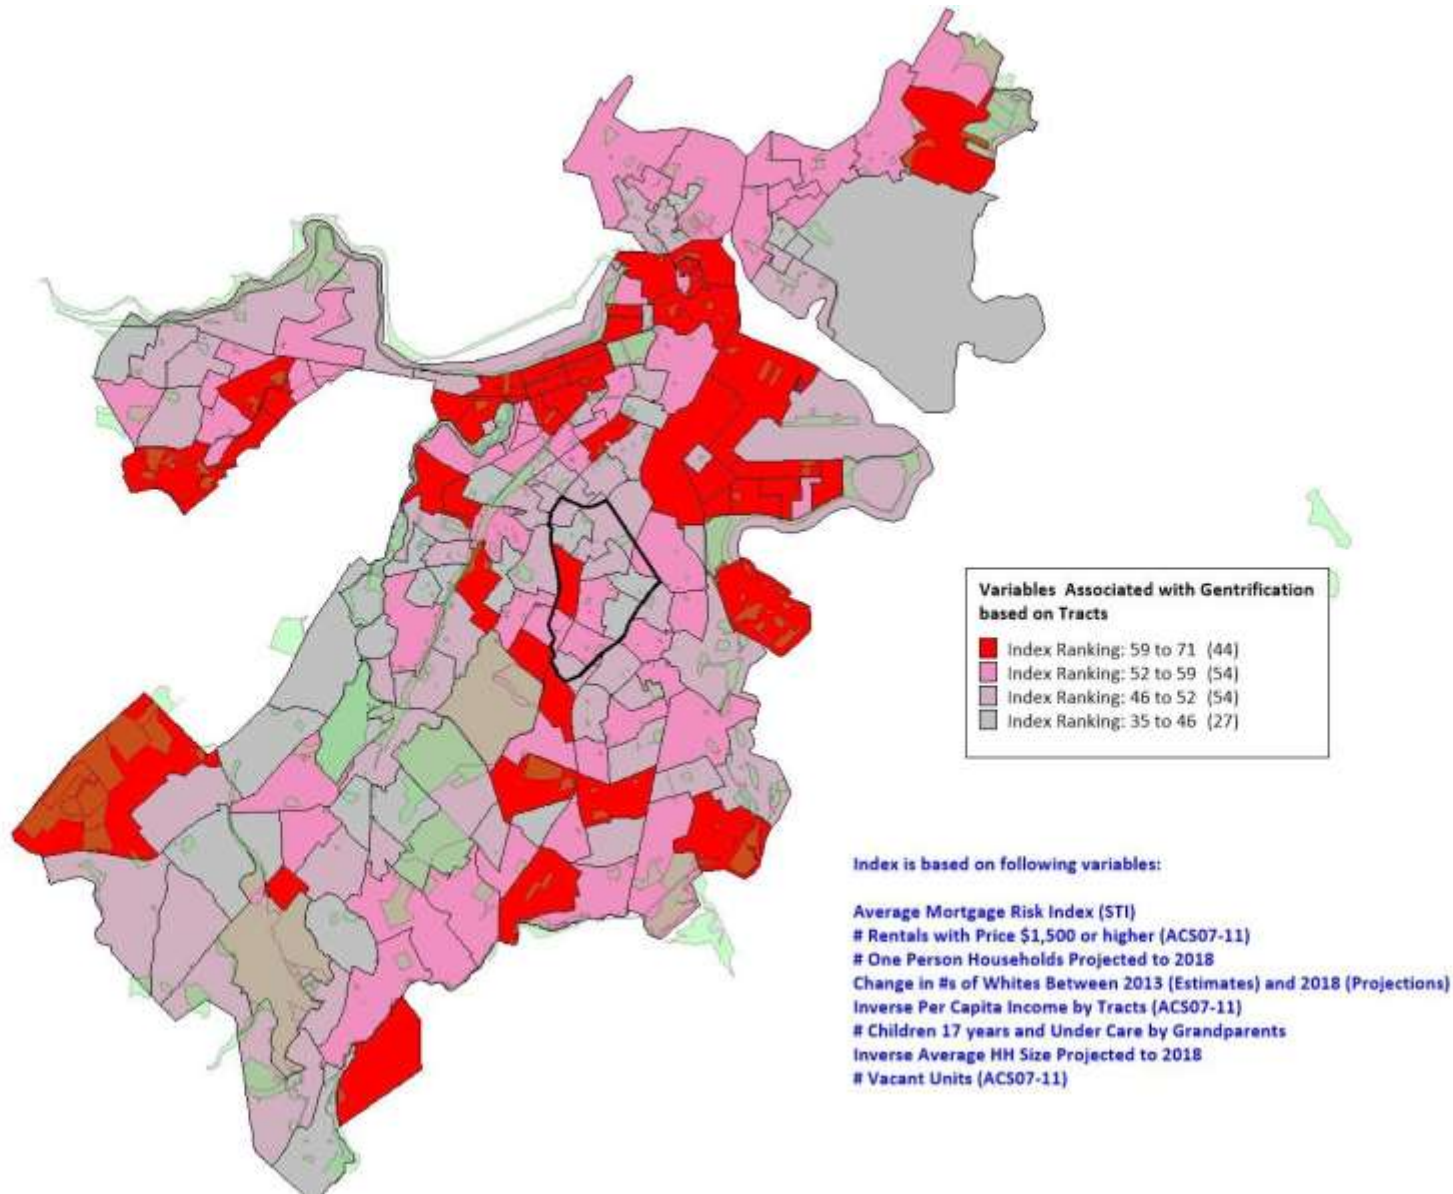 Variables Associated with Gentrification
based on Tracts
Index Ranking: 59 to 71 (44)
Index Ranking: 52 to 59 (54)
Index Ranking: 46 to 52 (54)
Index Ranking: 35 to 46 (27)
Index is based on following variables:
Average Mortgage Risk Index (STI)
# Rentals with Price $1,500 or higher (ACS07-11)
# One Person Households Projected to 2018
Change in #s of Whites Between 2013 (Estimates) and 2018 (Projections)
Inverse Per Capita Income by Tracts (ACS07-11)
# Children 17 years and Under Care by Grandparents
Inverse Average HH Size Projected to 2018
# Vacant Units (ACS07-11)